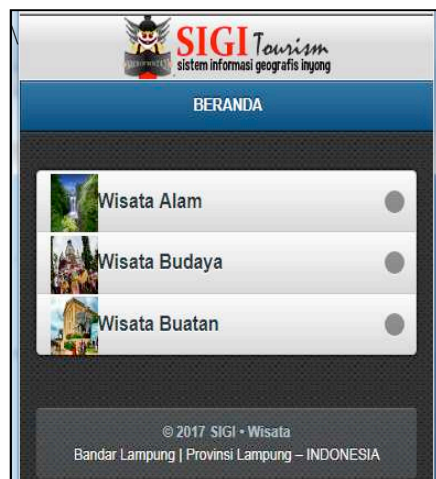 SIGI Tourism
sistem informasi geografis inyong
BERANDA
Wisata Alam
Wisata Budaya
Wisata Buatan
© 2017 SIGI • Wisata
Bandar Lampung | Provinsi Lampung – INDONESIA